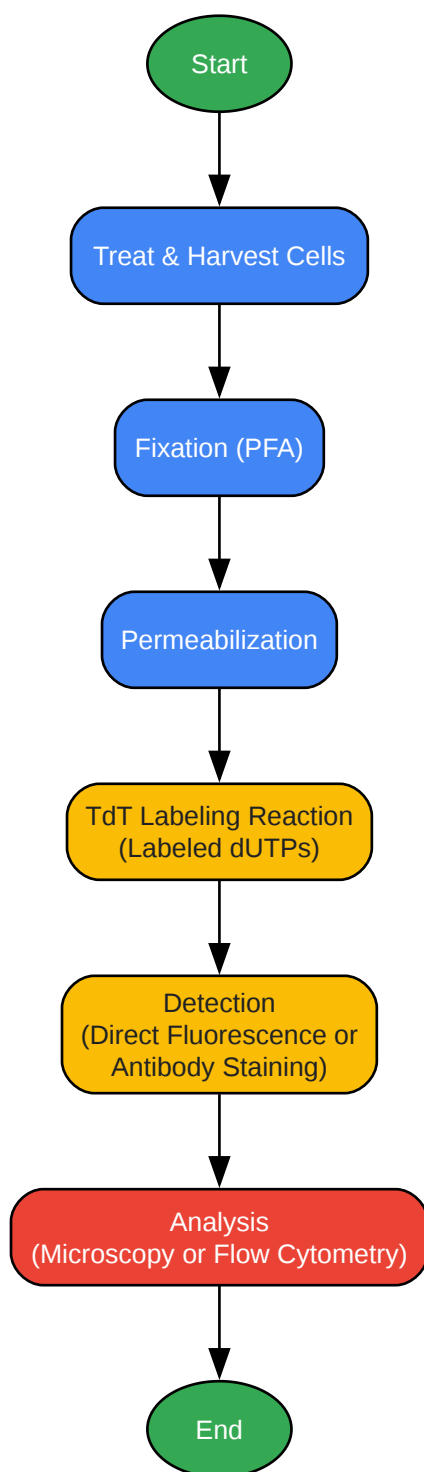 Start
Treat & Harvest Cells
Fixation (PFA)
Permeabilization
TdT Labeling Reaction
(Labeled dUTPs)
Detection
(Direct Fluorescence or
Antibody Staining)
Analysis
(Microscopy or Flow Cytometry)
End